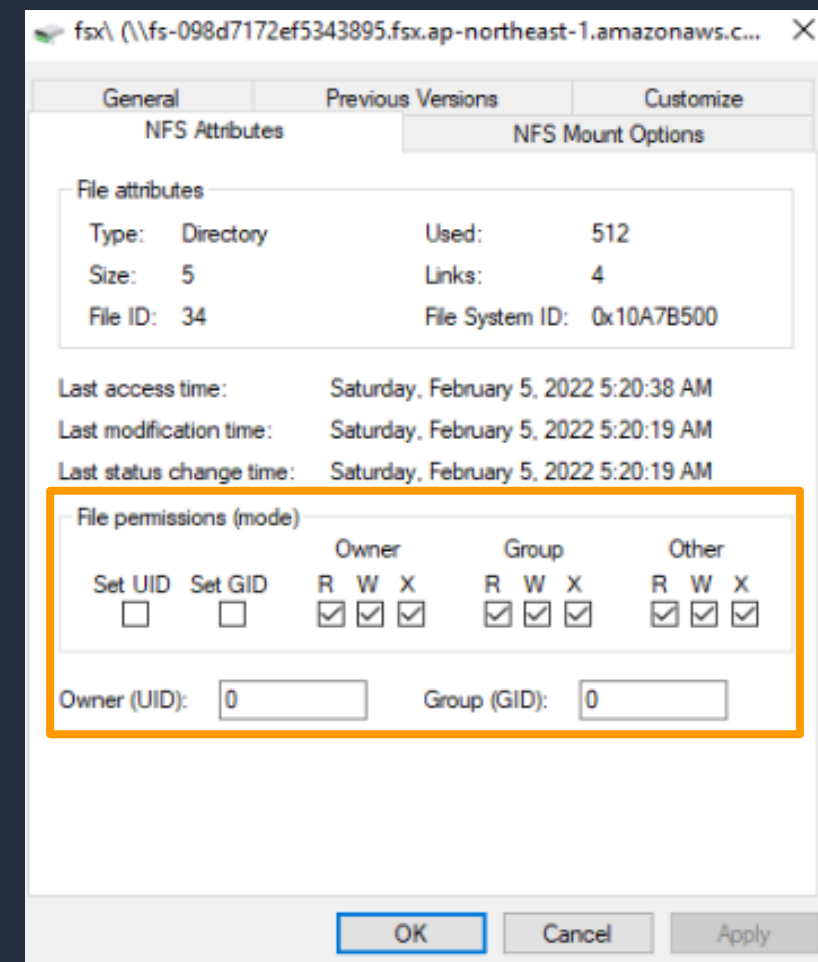 fsx\ (\\fs-098d7172ef5343895.fsx.ap-northeast-1.amazonaws.c... ×
General Previous Versions Customize
NFS Attributes NFS Mount Options
File attributes
Type: Directory Used: 512
Size: 5 Links: 4
File ID: 34 File System ID: 0x10A7B500
Last access time: Saturday, February 5, 2022 5:20:38 AM
Last modification time: Saturday, February 5, 2022 5:20:19 AM
Last status change time: Saturday, February 5, 2022 5:20:19 AM
File permissions (mode)
Owner Group Other
Set UID Set GID R W X R W X R W X
Owner (UID): 0 Group (GID): 0
OK Cancel Apply